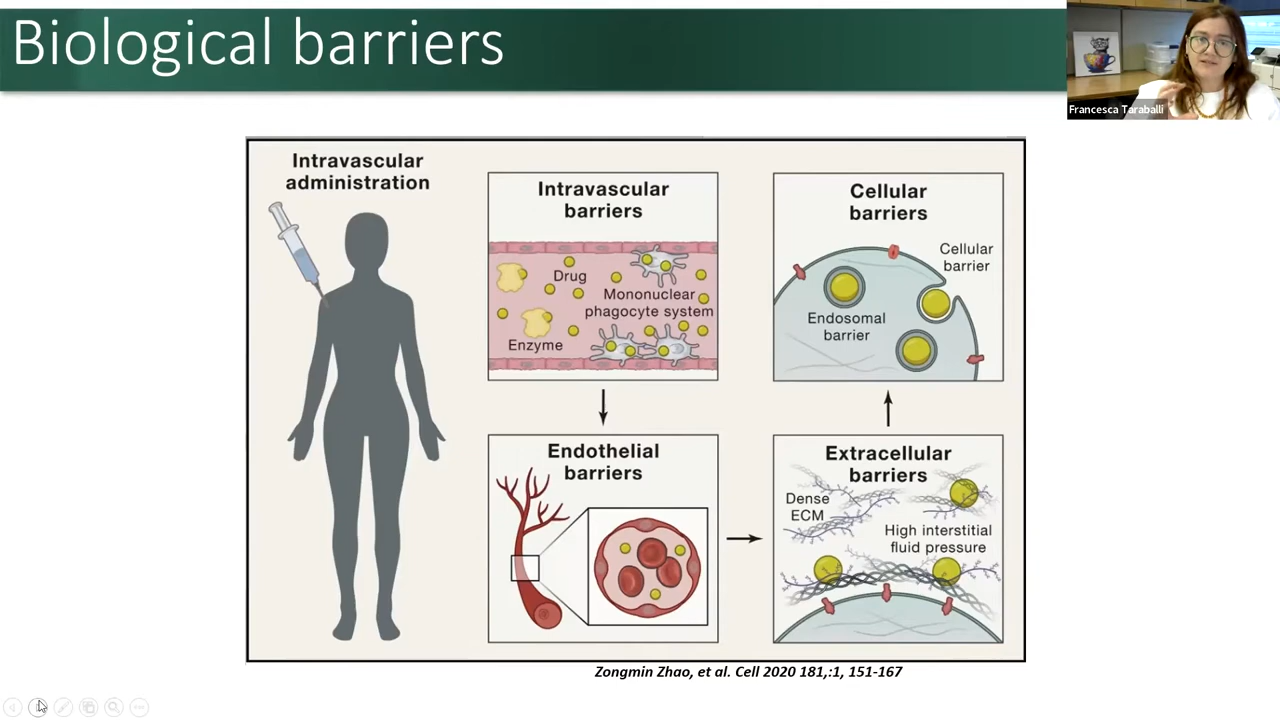 Biological barriers
Francesca Taraballi
Intravascular
administration
Intravascular
barriers
Drug
Mononuclear
phagocyte system
Enzyme
Cellular
barriers
Cellular
barrier
Endosomal
barrier
Endothelial
barriers
Extracellular
barriers
Dense
ECM
High interstitial
fluid pressure
Zongmin Zhao, et al. Cell 2020 181,:1, 151-167